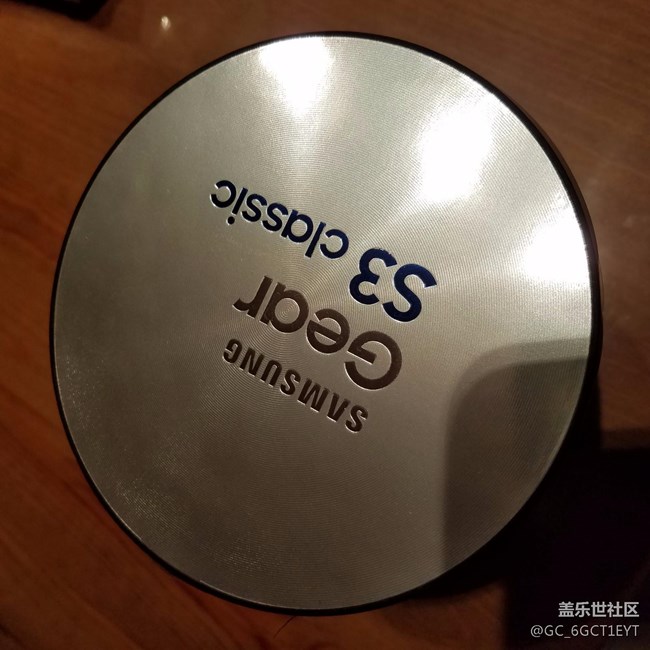 SAMSUNG
Gear
S3 classic
盖乐世社区
@GC_6GCT1EYT